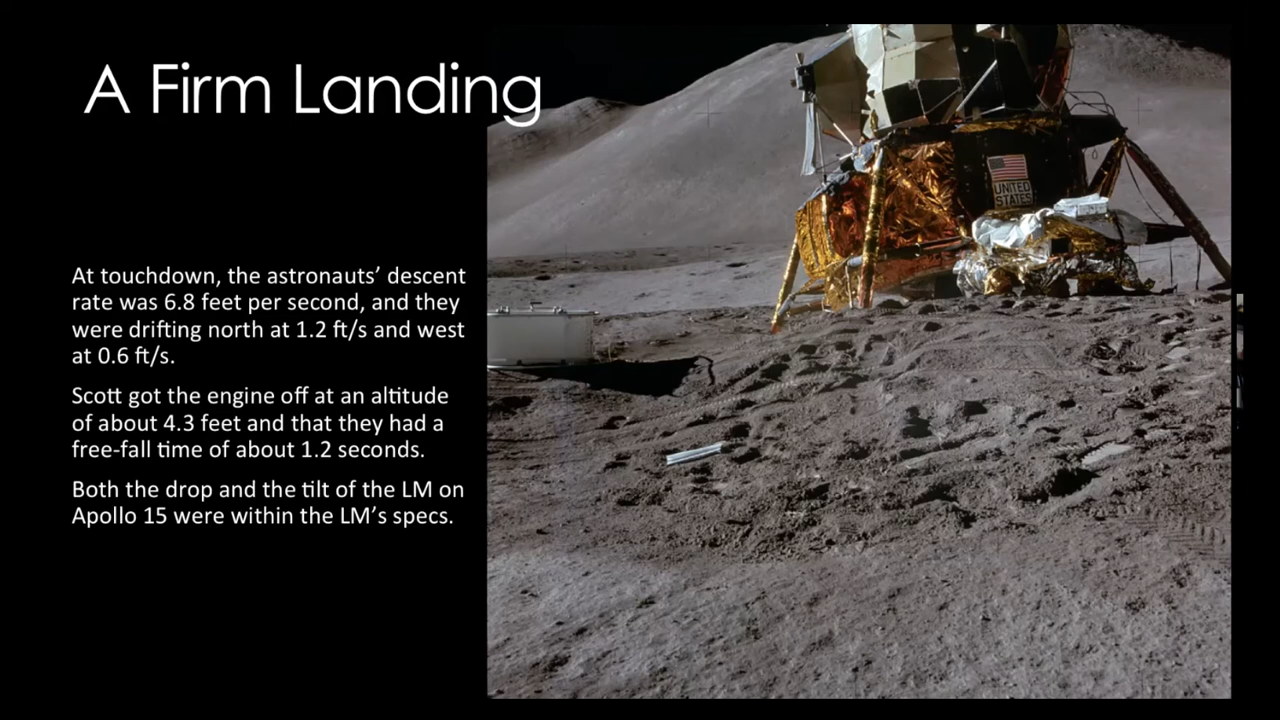 A Firm Landing
At touchdown, the astronauts’ descent
rate was 6.8 feet per second, and they
were drifting north at 1.2 ft/s and west
at 0.6 ft/s.
Scott got the engine off at an altitude
of about 4.3 feet and that they had a
free-fall time of about 1.2 seconds.
Both the drop and the tilt of the LM on
Apollo 15 were within the LM’s specs.
UNITED
STATES